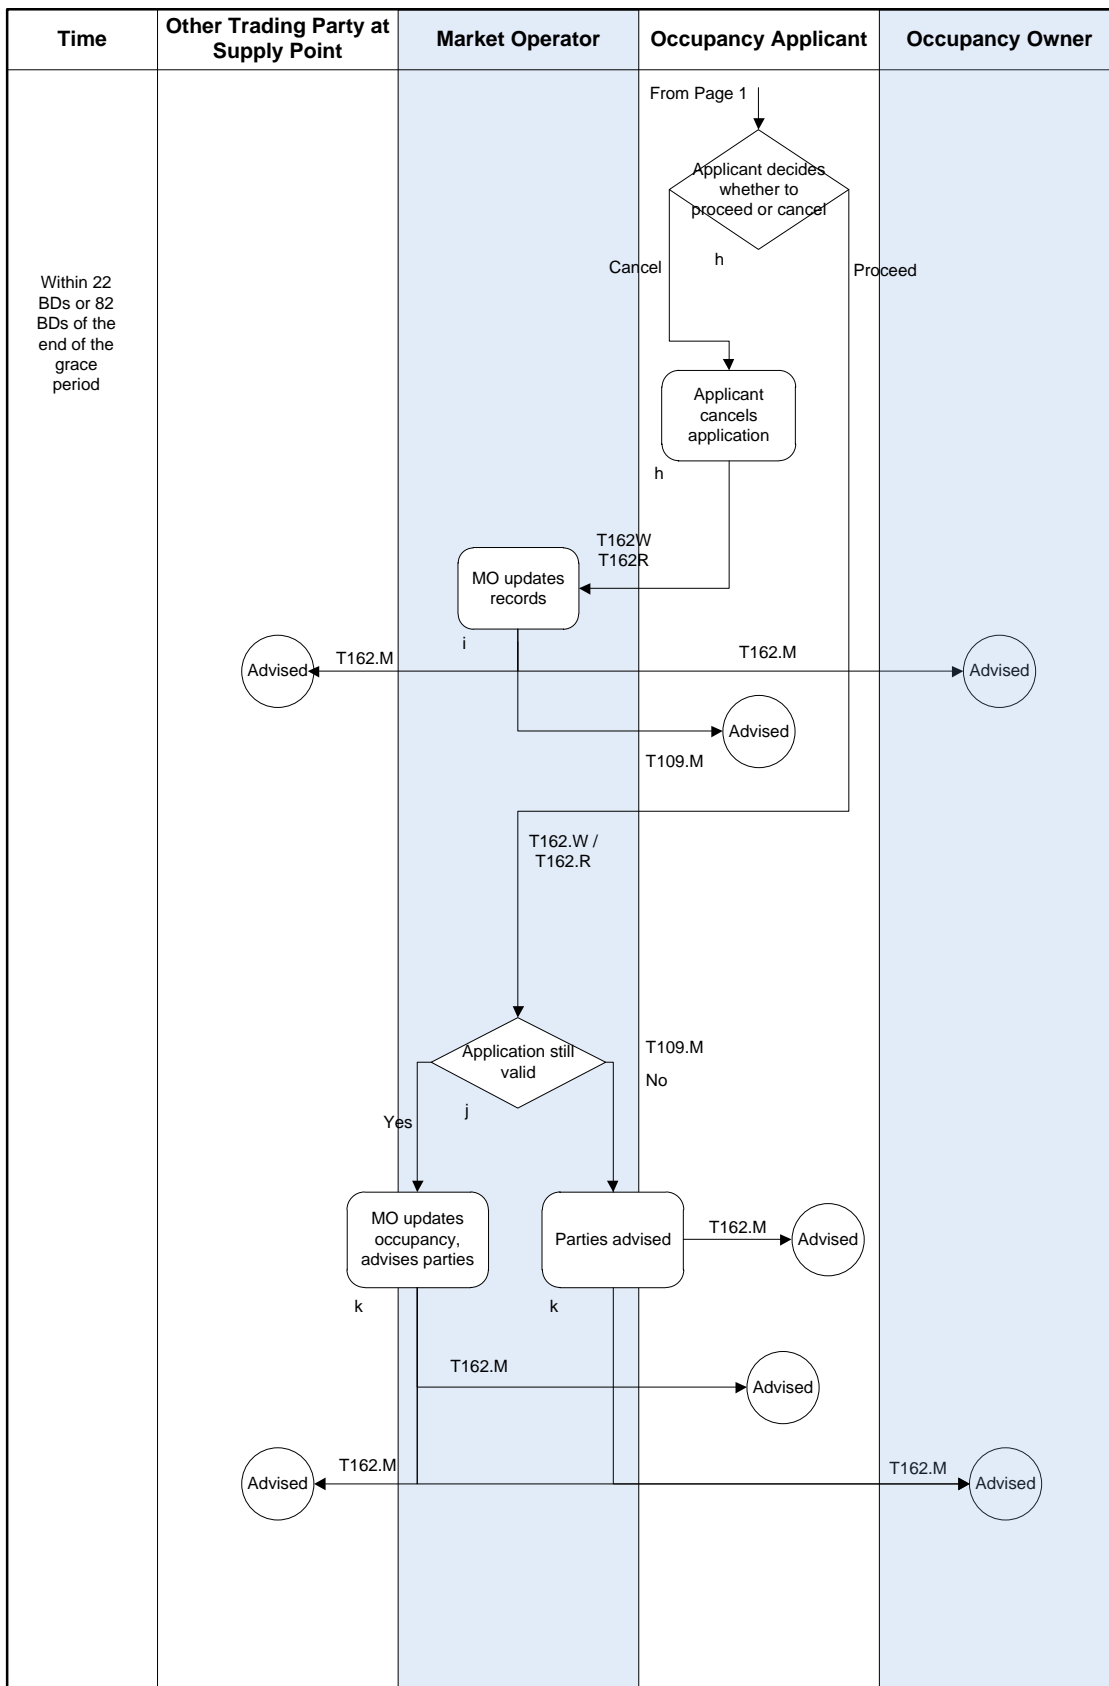 Time
Other Trading Party at
Supply Point
Market Operator
Occupancy Applicant
Occupancy Owner
From Page 1
Applicant decides
whether to
proceed or cancel
h
Cancel
Proceed
Within 22
BDs or 82
BDs of the
end of the
grace
period
Applicant
cancels
application
h
T162W
T162R
MO updates
records
i
Advised
T162.M
T162.M
Advised
Advised
T109.M
T162.W /
T162.R
Application still
valid
j
T109.M
No
Yes
MO updates
occupancy,
advises parties
k
Parties advised
k
T162.M
Advised
T162.M
Advised
Advised
T162.M
T162.M
Advised